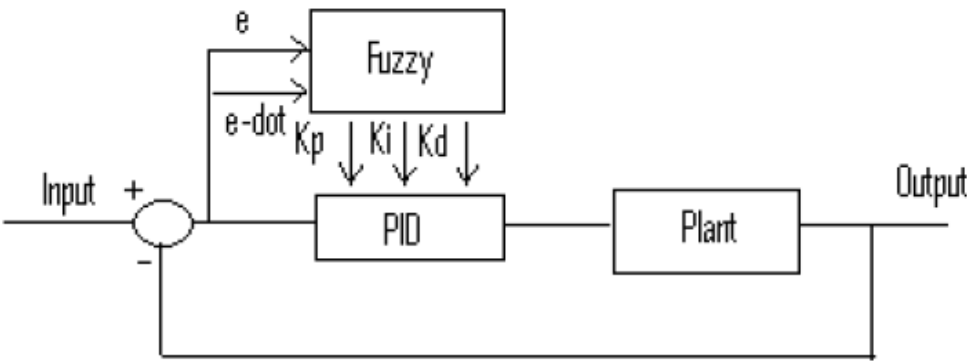 e
Fuzzy
e-dot
Kp Ki Kd
Input + Output
PID Plant
-